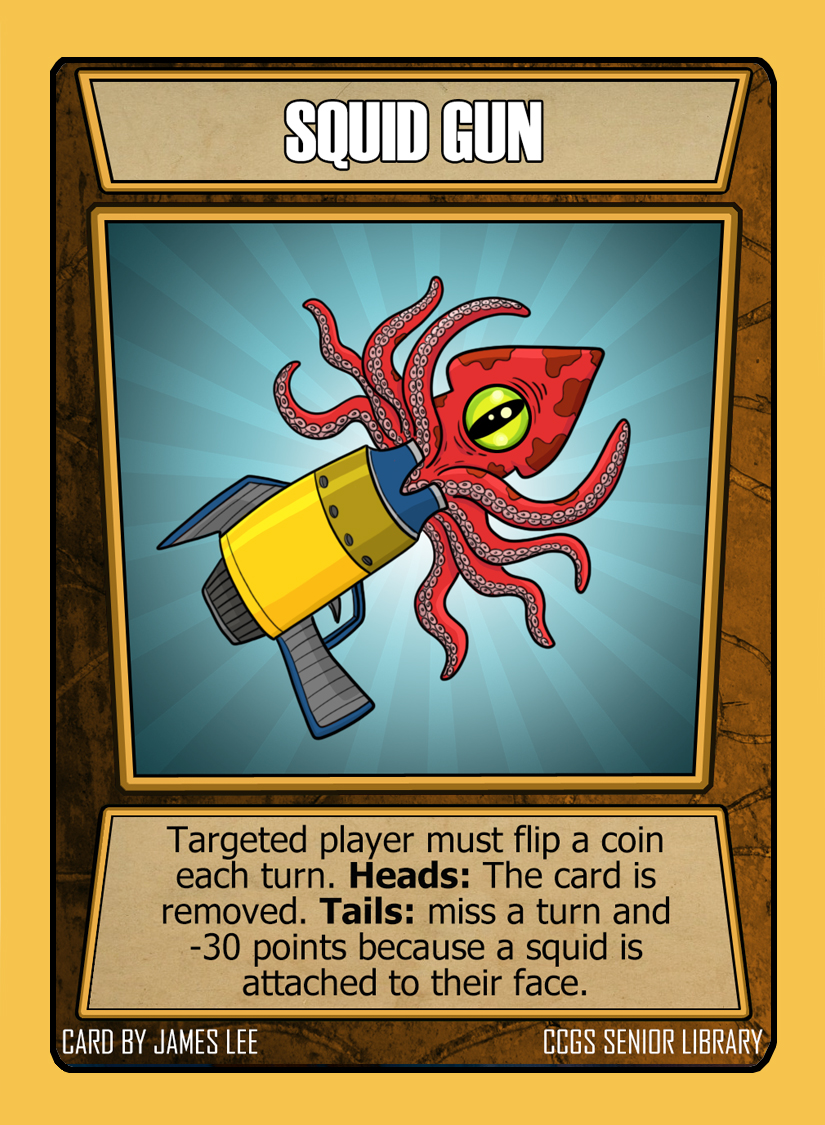 SQUID GUN
Targeted player must flip a coin
each turn. Heads: The card is
removed. Tails: miss a turn and
-30 points because a squid is
attached to their face.
CARD BY JAMES LEE
CCGS SENIOR LIBRARY